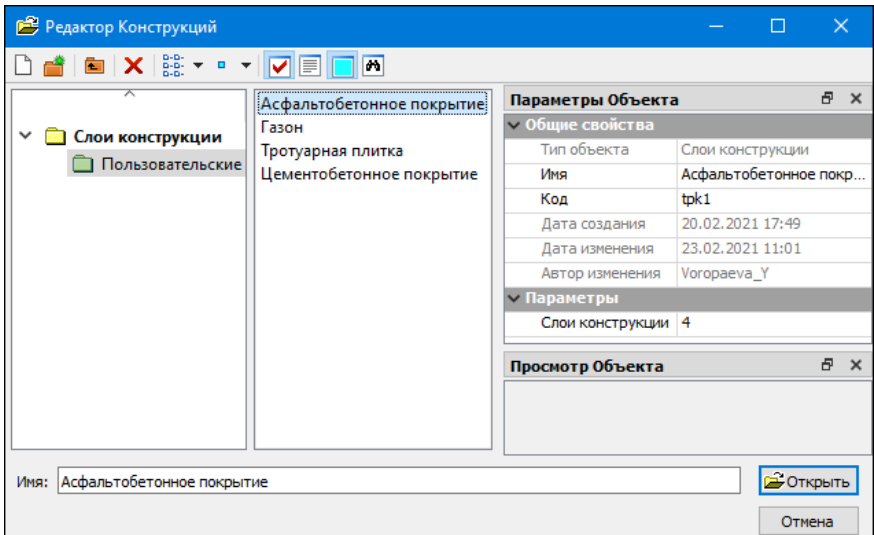 Редактор Конструкций
Слои конструкции
Пользовательские
Асфальтобетонное покрытие
Газон
Тротуарная плитка
Цементобетонное покрытие
Параметры Объекта
Общие свойства
Тип объекта Слои конструкции
Имя Асфальтобетонное покр...
Код tpk1
Дата создания 20.02.2021 17:49
Дата изменения 23.02.2021 11:01
Автор изменения Voropaeva_Y
Параметры
Слои конструкции 4
Просмотр Объекта
Имя: Асфальтобетонное покрытие
Открыть
Отмена